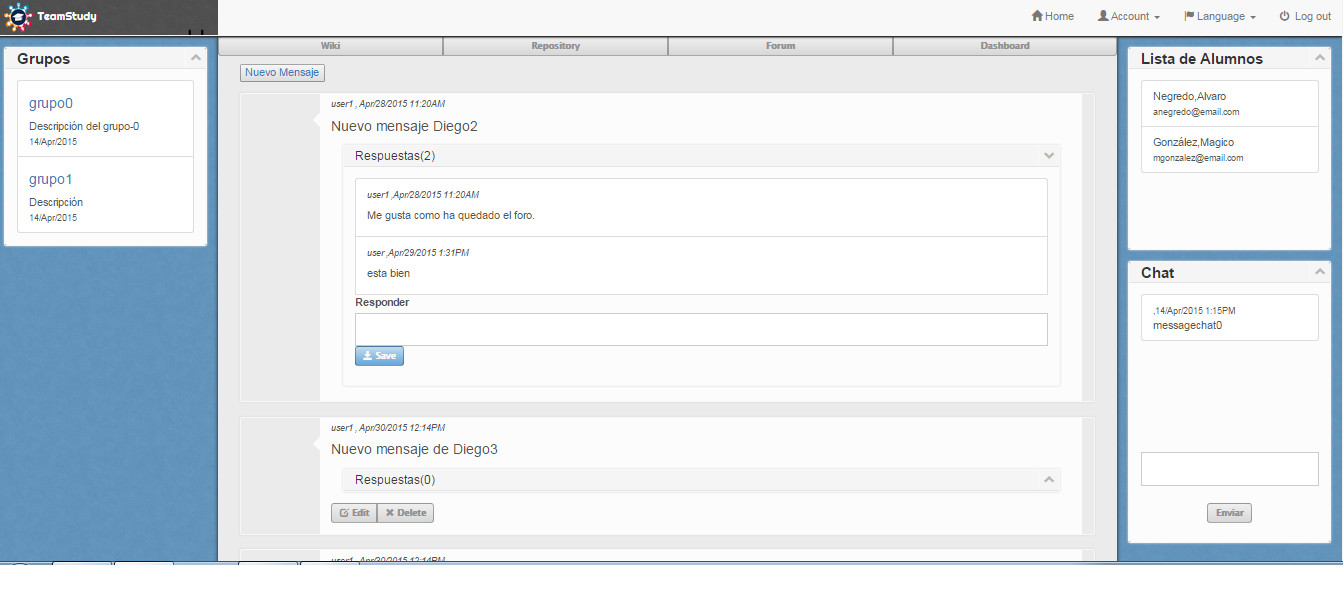 TeamStudy
Home Account Language Log out
Grupos
grupo0
Descripción del grupo-0
14/Apr/2015
grupo1
Descripción
14/Apr/2015
Wiki Repository Forum Dashboard
Nuevo Mensaje
user1 , Apr/28/2015 11:20AM
Nuevo mensaje Diego2
Respuestas(2)
user1 ,Apr/28/2015 11:20AM
Me gusta como ha quedado el foro.
user ,Apr/29/2015 1:31PM
esta bien
Responder
Save
user1 , Apr/30/2015 12:14PM
Nuevo mensaje de Diego3
Respuestas(0)
Edit Delete
Lista de Alumnos
Negredo,Alvaro
anegredo@email.com
González,Magico
mgonzalez@email.com
Chat
,14/Apr/2015 1:15PM
messagechat0
Enviar